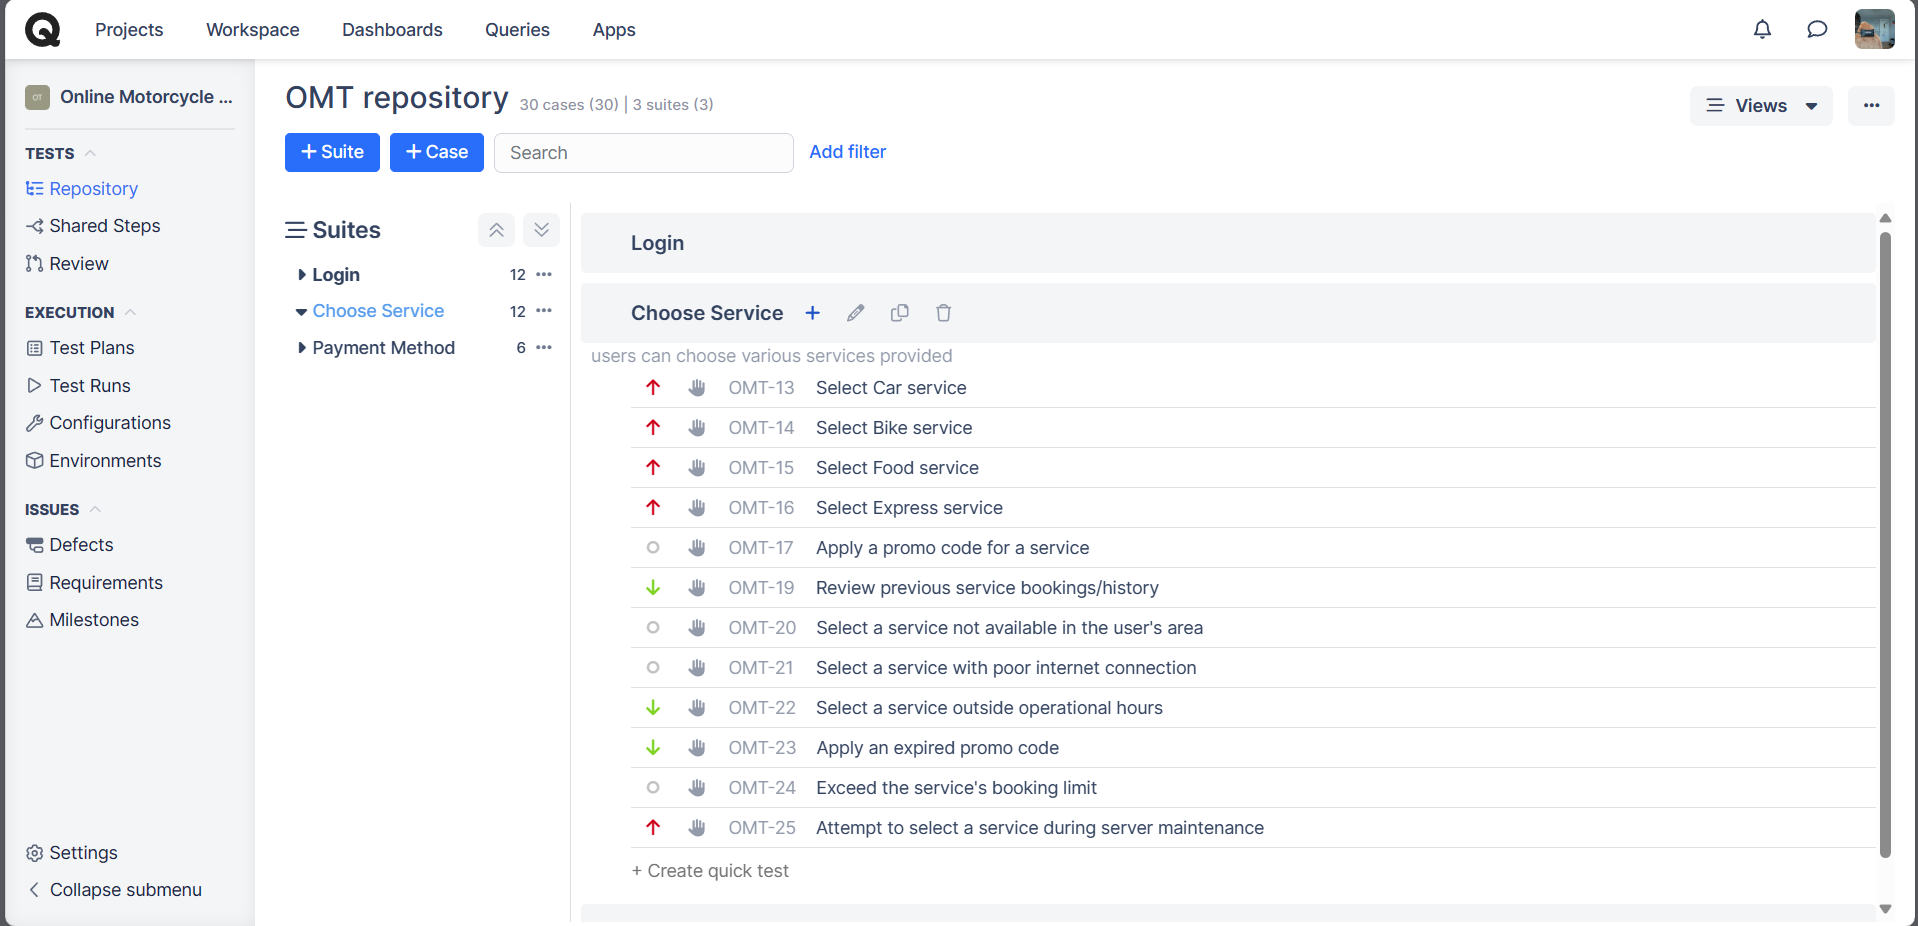 Projects
Workspace
Dashboards
Queries
Apps
OT
Online Motorcycle ...
TESTS
Repository
Shared Steps
Review
EXECUTION
Test Plans
Test Runs
Configurations
Environments
ISSUES
Defects
Requirements
Milestones
Settings
Collapse submenu
OMT repository 30 cases (30) | 3 suites (3)
Views
+ Suite
+ Case
Search
Add filter
Suites
Login 12
Choose Service 12
Payment Method 6
Login
Choose Service
users can choose various services provided
OMT-13 Select Car service
OMT-14 Select Bike service
OMT-15 Select Food service
OMT-16 Select Express service
OMT-17 Apply a promo code for a service
OMT-19 Review previous service bookings/history
OMT-20 Select a service not available in the user's area
OMT-21 Select a service with poor internet connection
OMT-22 Select a service outside operational hours
OMT-23 Apply an expired promo code
OMT-24 Exceed the service's booking limit
OMT-25 Attempt to select a service during server maintenance
+ Create quick test